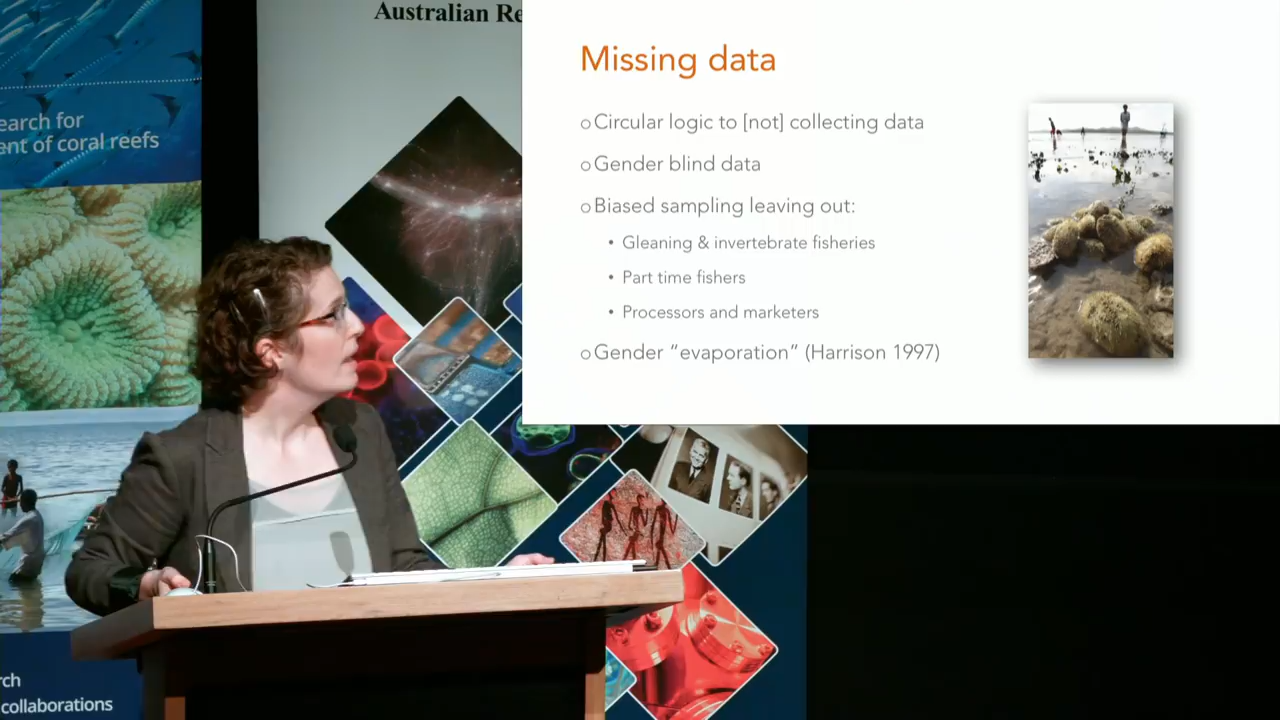 Australian Re
earch for
ent of coral reefs
rch
collaborations
Missing data
Circular logic to [not] collecting data
Gender blind data
Biased sampling leaving out:
• Gleaning & invertebrate fisheries
• Part time fishers
• Processors and marketers
Gender “evaporation” (Harrison 1997)